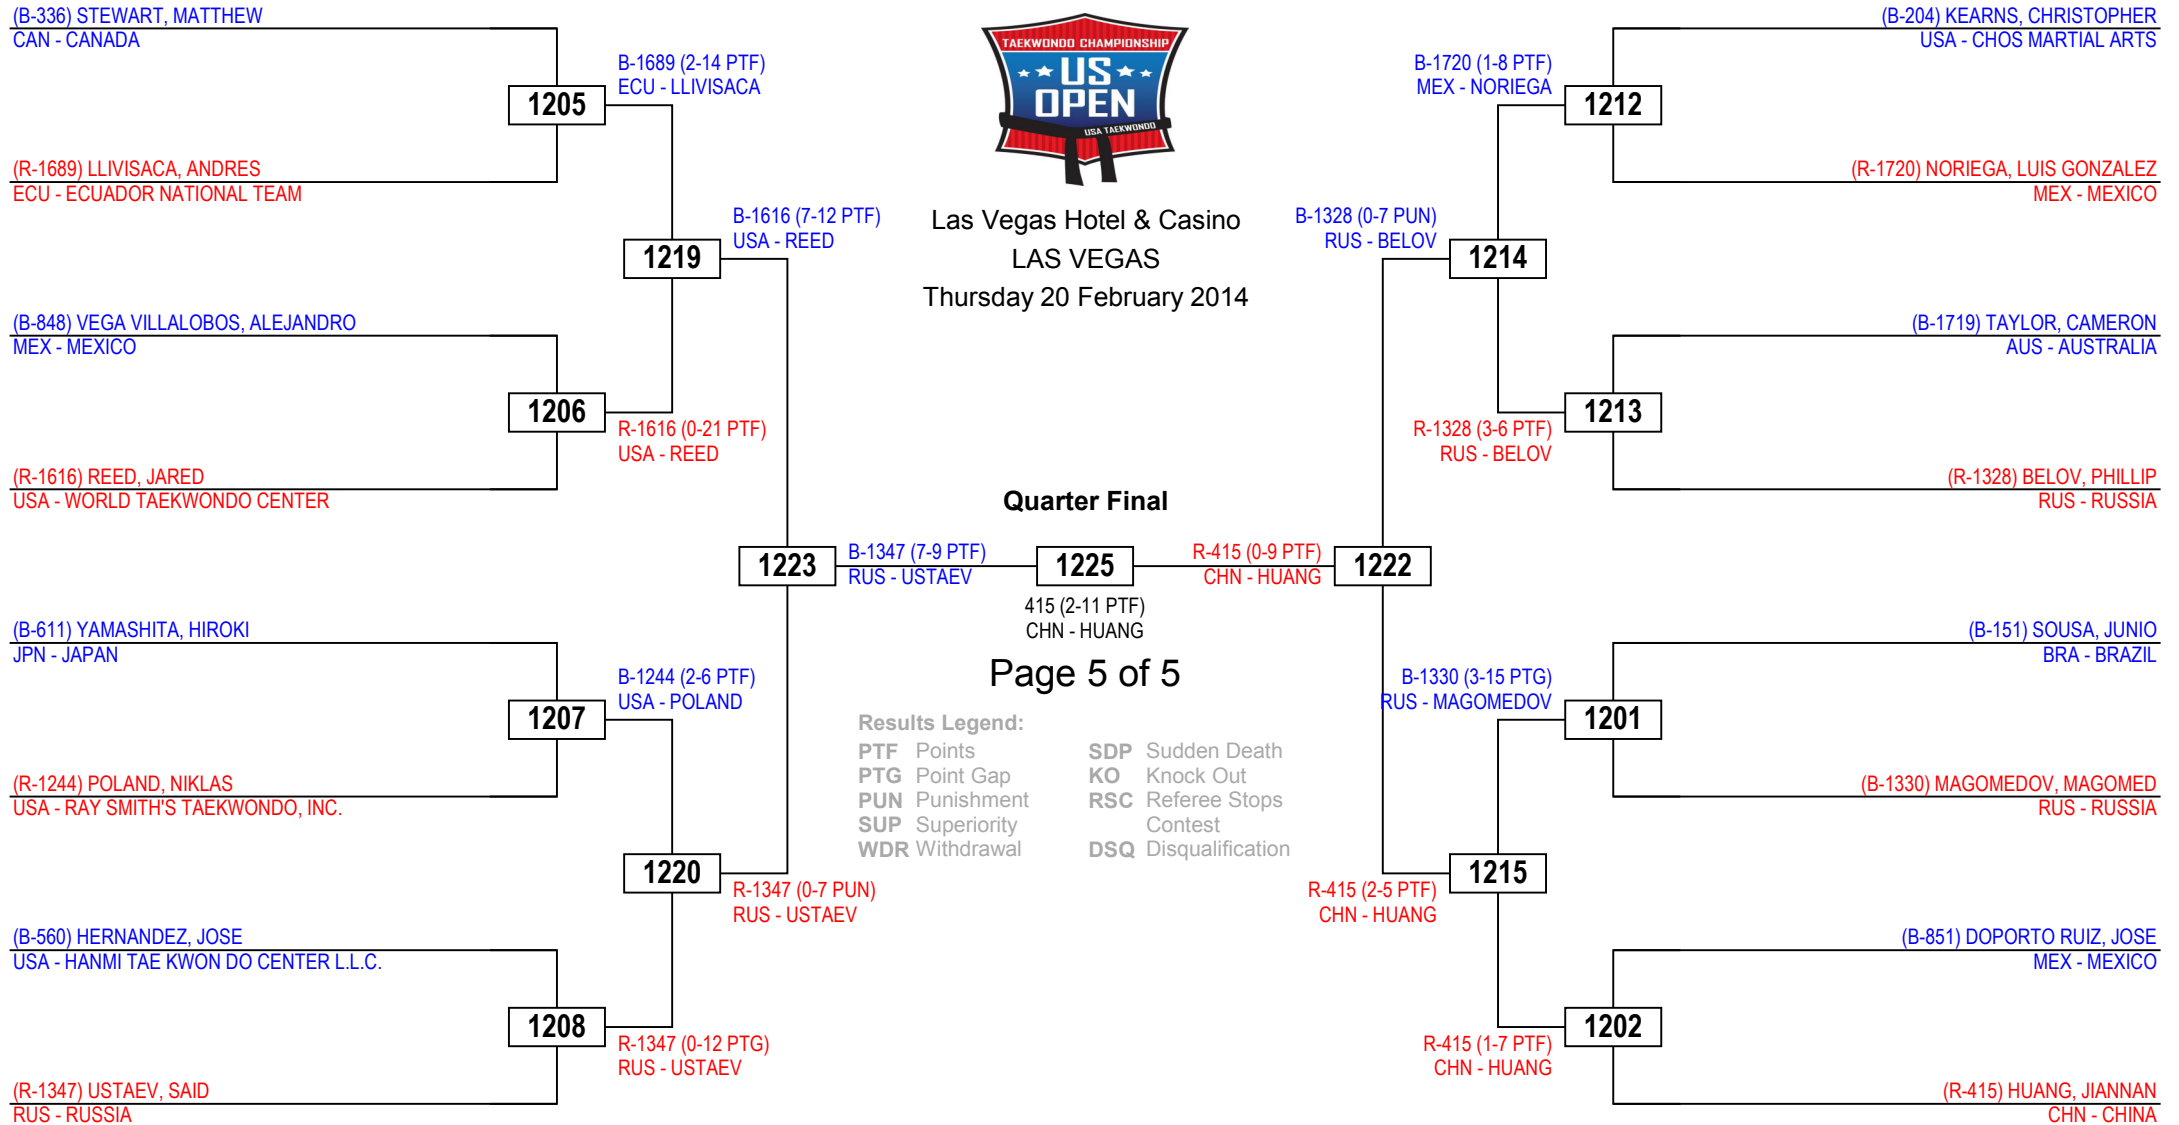 (B-336) STEWART, MATTHEW
CAN - CANADA
(R-1689) LLIVISACA, ANDRES
ECU - ECUADOR NATIONAL TEAM
(B-848) VEGA VILLALOBOS, ALEJANDRO
MEX - MEXICO
(R-1616) REED, JARED
USA - WORLD TAEKWONDO CENTER
(B-611) YAMASHITA, HIROKI
JPN - JAPAN
(R-1244) POLAND, NIKLAS
USA - RAY SMITH'S TAEKWONDO, INC.
(B-560) HERNANDEZ, JOSE
USA - HANMI TAE KWON DO CENTER L.L.C.
(R-1347) USTAEV, SAID
RUS - RUSSIA
1205
B-1689 (2-14 PTF)
ECU - LLIVISACA
1206
R-1616 (0-21 PTF)
USA - REED
1207
B-1244 (2-6 PTF)
USA - POLAND
1208
R-1347 (0-12 PTG)
RUS - USTAEV
1219
B-1616 (7-12 PTF)
USA - REED
1220
R-1347 (0-7 PUN)
RUS - USTAEV
1223
B-1347 (7-9 PTF)
RUS - USTAEV
TAEKWONDO CHAMPIONSHIP
US
OPEN
USA TAEKWONDO
Las Vegas Hotel & Casino
LAS VEGAS
Thursday 20 February 2014
Quarter Final
1225
415 (2-11 PTF)
CHN - HUANG
Page 5 of 5
Results Legend:
PTF Points
PTG Point Gap
PUN Punishment
SUP Superiority
WDR Withdrawal
SDP Sudden Death
KO Knock Out
RSC Referee Stops
Contest
DSQ Disqualification
R-415 (0-9 PTF)
CHN - HUANG
1222
B-1328 (0-7 PUN)
RUS - BELOV
1214
R-415 (2-5 PTF)
CHN - HUANG
1215
B-1720 (1-8 PTF)
MEX - NORIEGA
1212
R-1328 (3-6 PTF)
RUS - BELOV
1213
B-1330 (3-15 PTG)
RUS - MAGOMEDOV
1201
R-415 (1-7 PTF)
CHN - HUANG
1202
(B-204) KEARNS, CHRISTOPHER
USA - CHOS MARTIAL ARTS
(R-1720) NORIEGA, LUIS GONZALEZ
MEX - MEXICO
(B-1719) TAYLOR, CAMERON
AUS - AUSTRALIA
(R-1328) BELOV, PHILLIP
RUS - RUSSIA
(B-151) SOUSA, JUNIO
BRA - BRAZIL
(B-1330) MAGOMEDOV, MAGOMED
RUS - RUSSIA
(B-851) DOPORTO RUIZ, JOSE
MEX - MEXICO
(R-415) HUANG, JIANNAN
CHN - CHINA